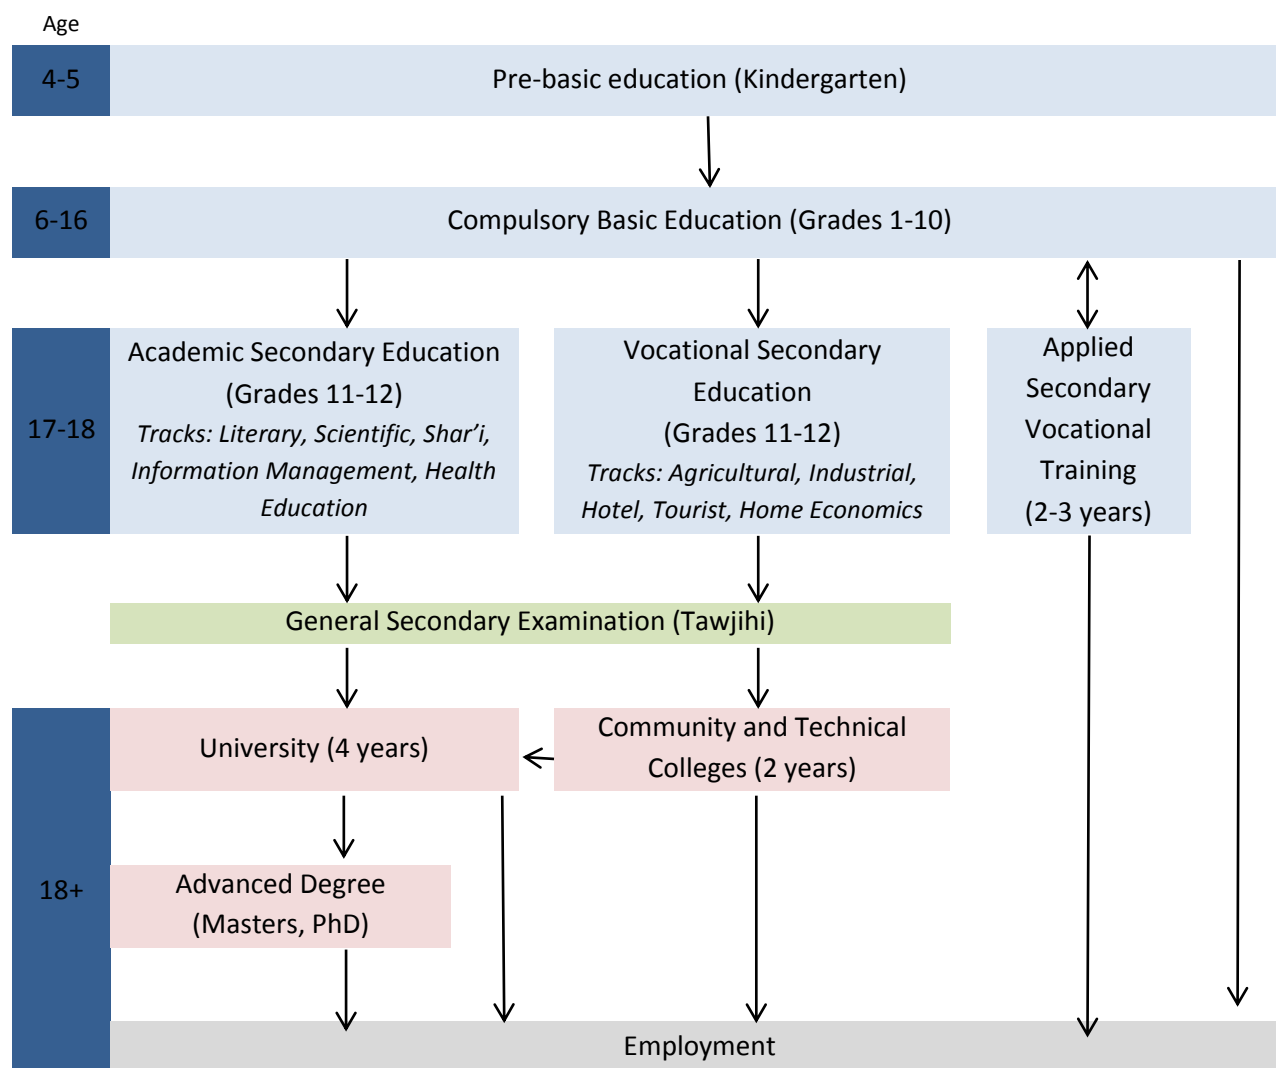 Age
4-5
Pre-basic education (Kindergarten)
6-16
Compulsory Basic Education (Grades 1-10)
17-18
Academic Secondary Education
(Grades 11-12)
Tracks: Literary, Scientific, Shar’i,
Information Management, Health
Education
Vocational Secondary
Education
(Grades 11-12)
Tracks: Agricultural, Industrial,
Hotel, Tourist, Home Economics
Applied
Secondary
Vocational
Training
(2-3 years)
General Secondary Examination (Tawjihi)
18+
University (4 years)
Community and Technical
Colleges (2 years)
Advanced Degree
(Masters, PhD)
Employment